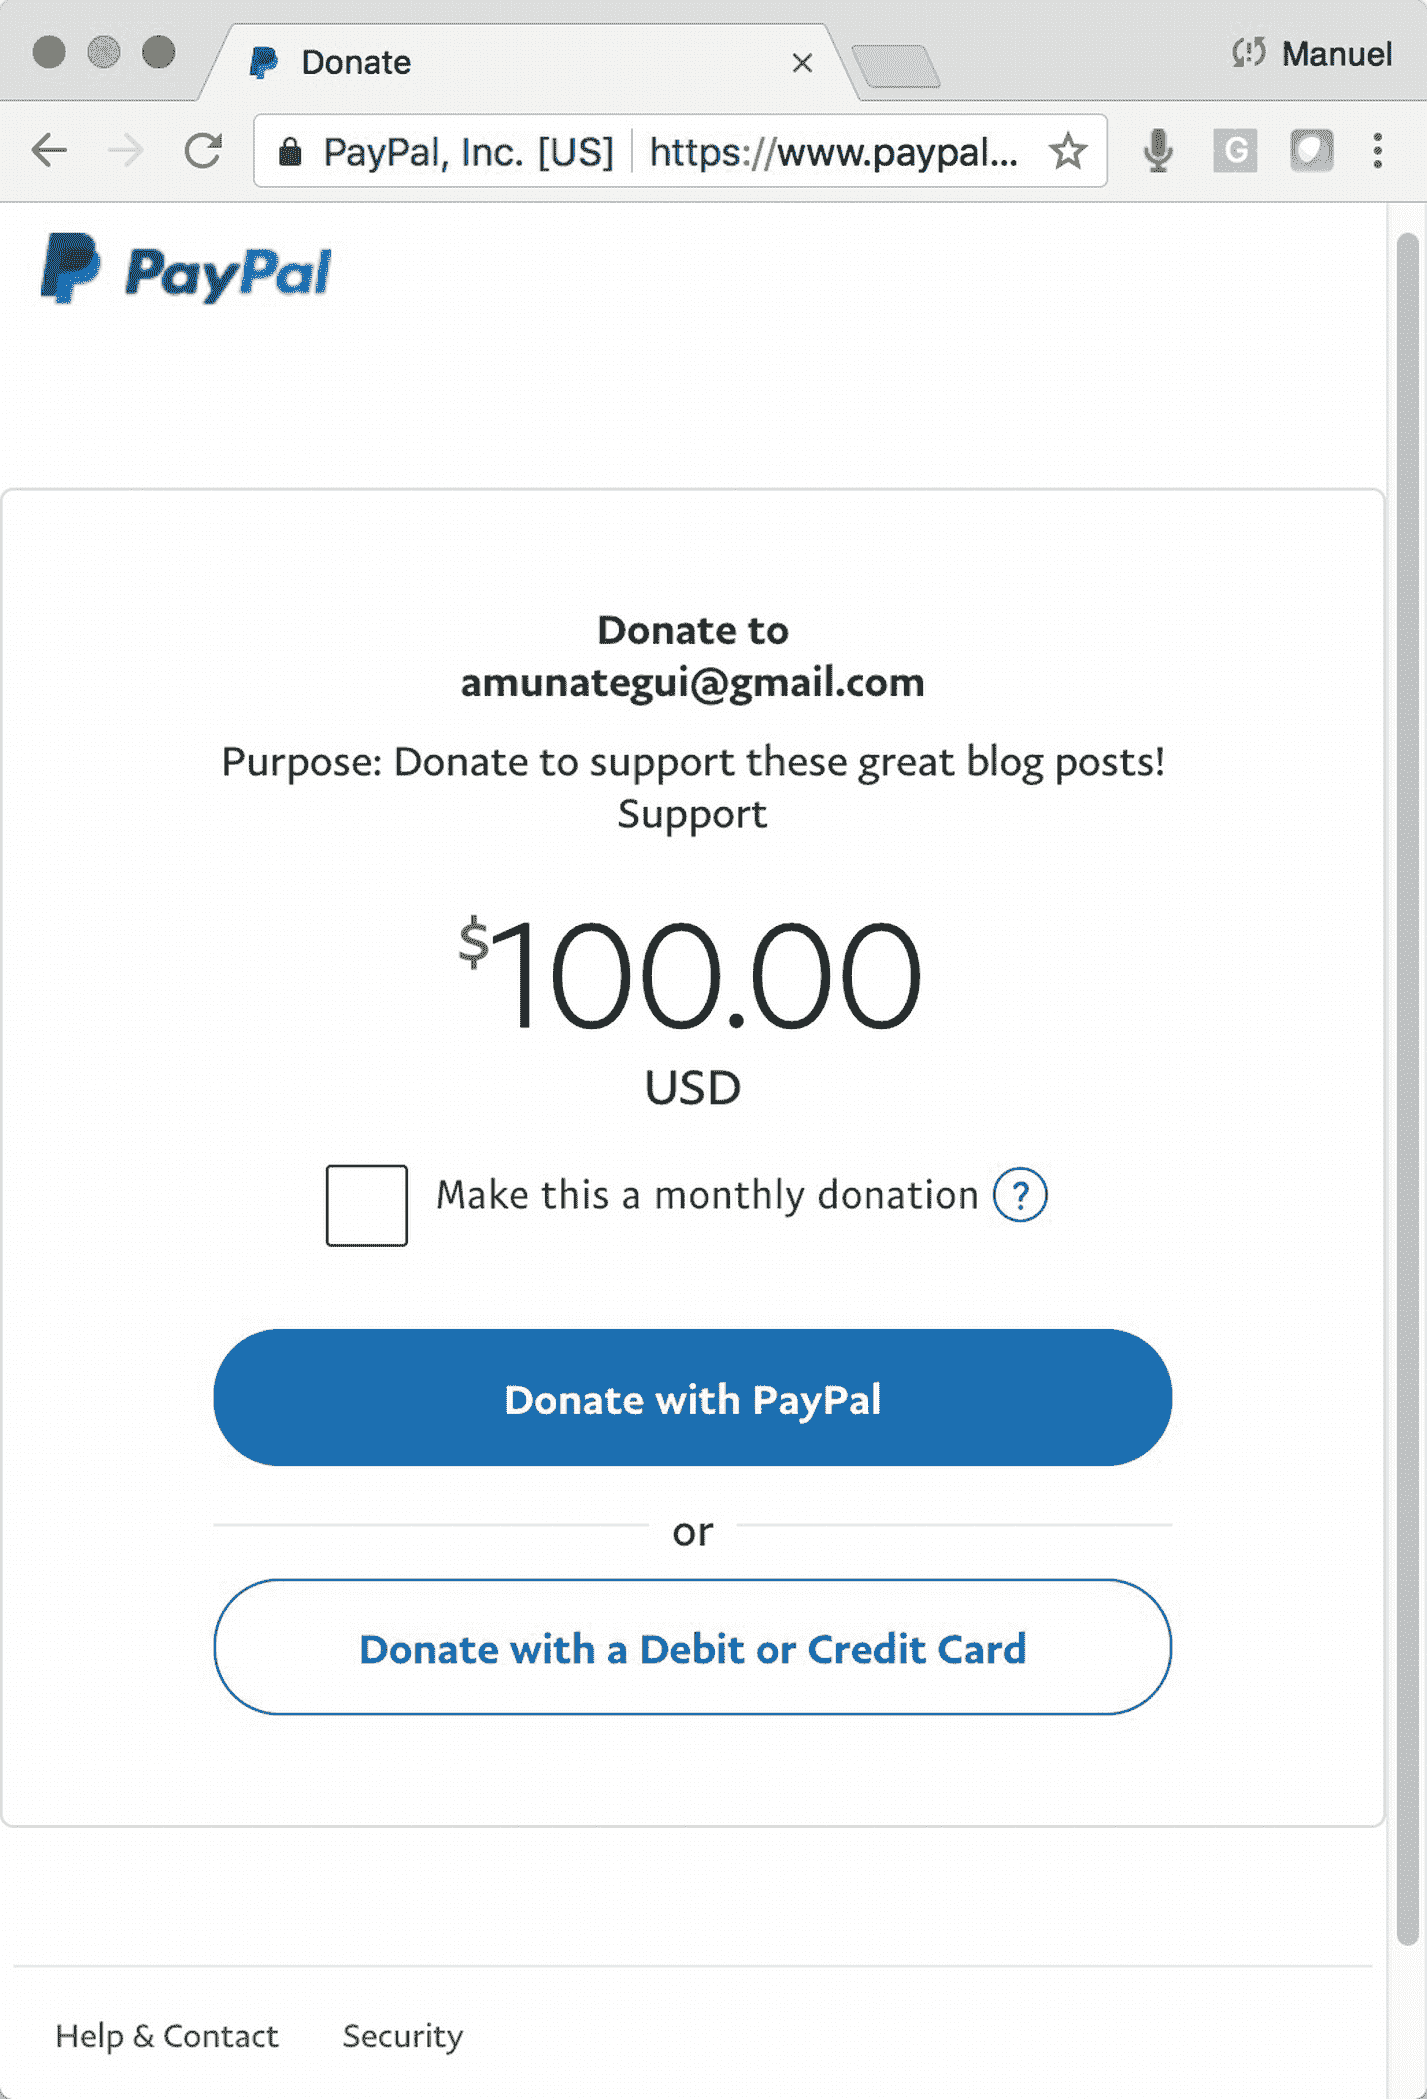 Donate
Manuel
PayPal, Inc. [US] https://www.paypal...
G
PayPal
Donate to
amunategui@gmail.com
Purpose: Donate to support these great blog posts!
Support
$100.00
USD
Make this a monthly donation ?
Donate with PayPal
or
Donate with a Debit or Credit Card
Help & Contact Security